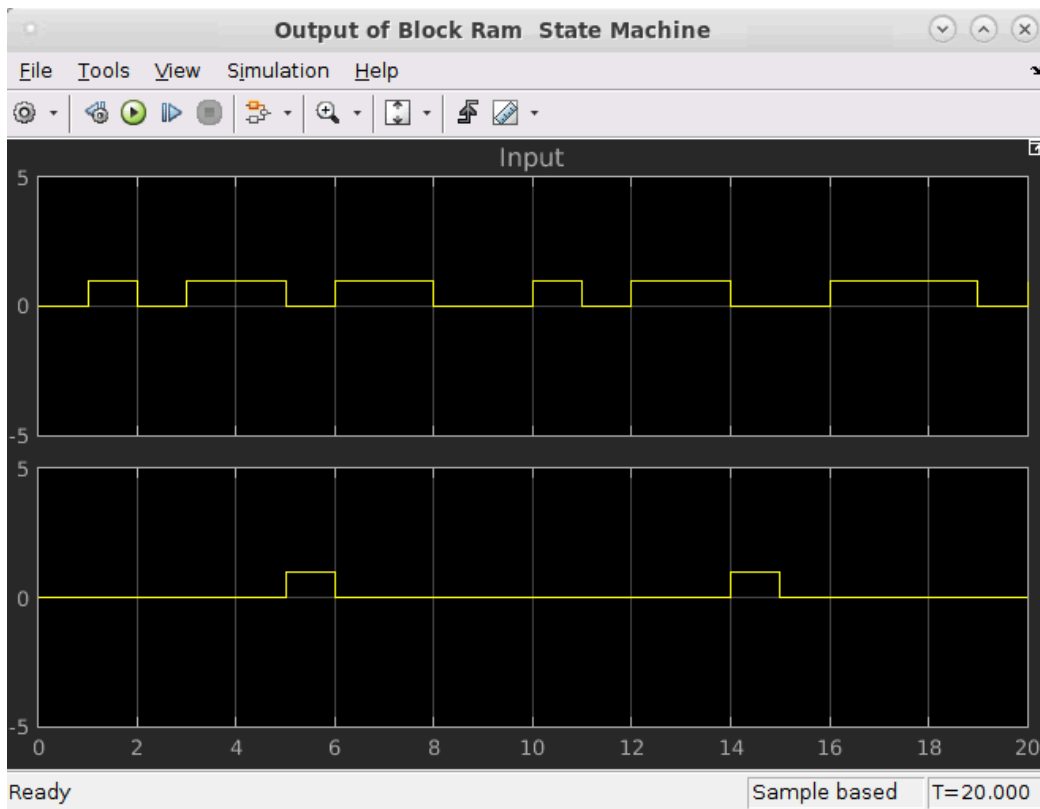 Output of Block Ram State Machine
File Tools View Simulation Help
Input
5
0
-5
5
0
-5
0 2 4 6 8 10 12 14 16 18 20
Ready Sample based T=20.000